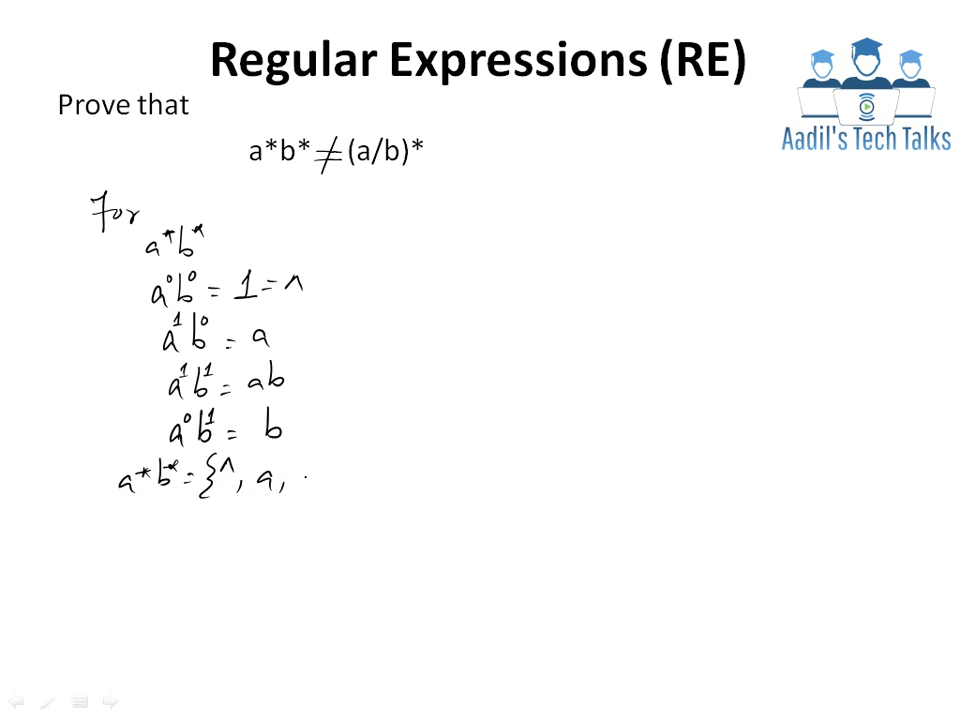 Regular Expressions (RE)
Prove that
a*b* ≠ (a/b)*
Aadil's Tech Talks
For
a*b*
a⁰b⁰ = 1 = ^
a¹b⁰ = a
a¹b¹ = ab
a⁰b¹ = b
a*b* = {^, a, .